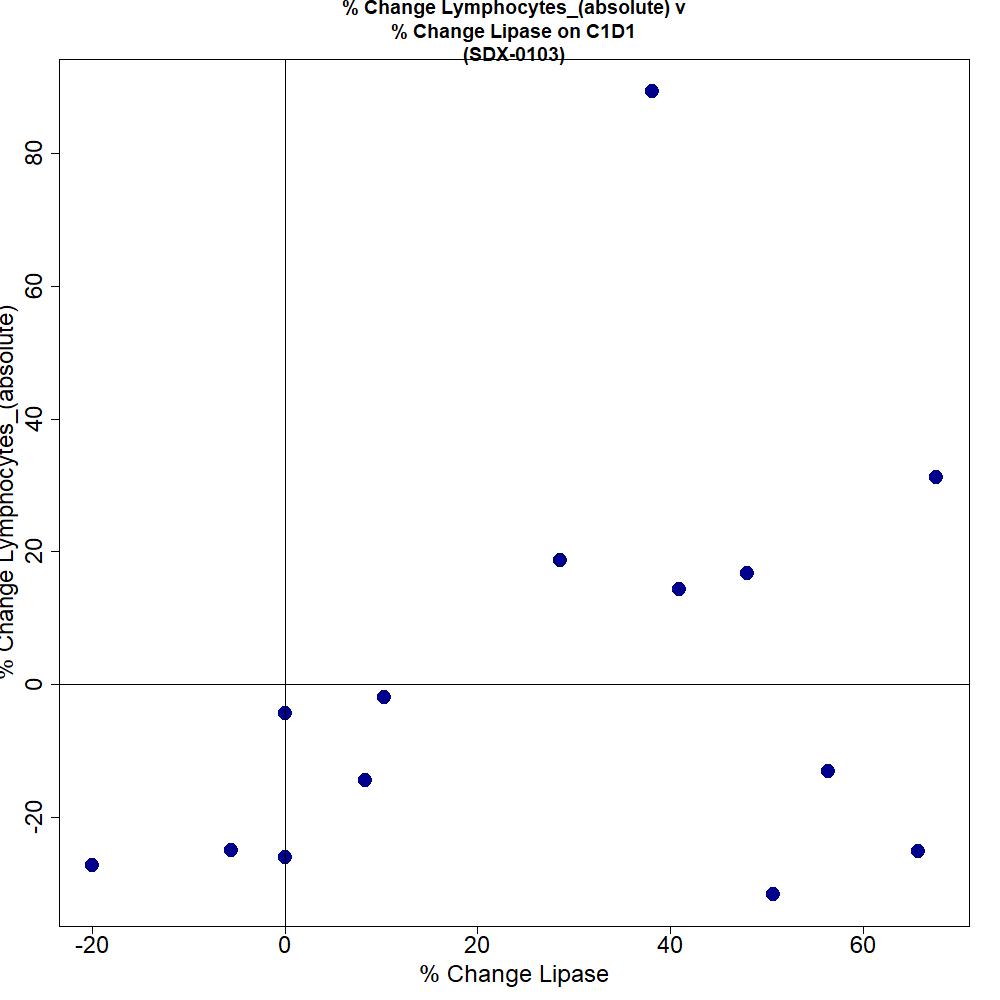 % Change Lymphocytes_(absolute) v
% Change Lipase on C1D1
(SDX-0103)
% Change Lymphocytes_(absolute)
80
60
40
20
0
-20
-20 0 20 40 60
% Change Lipase